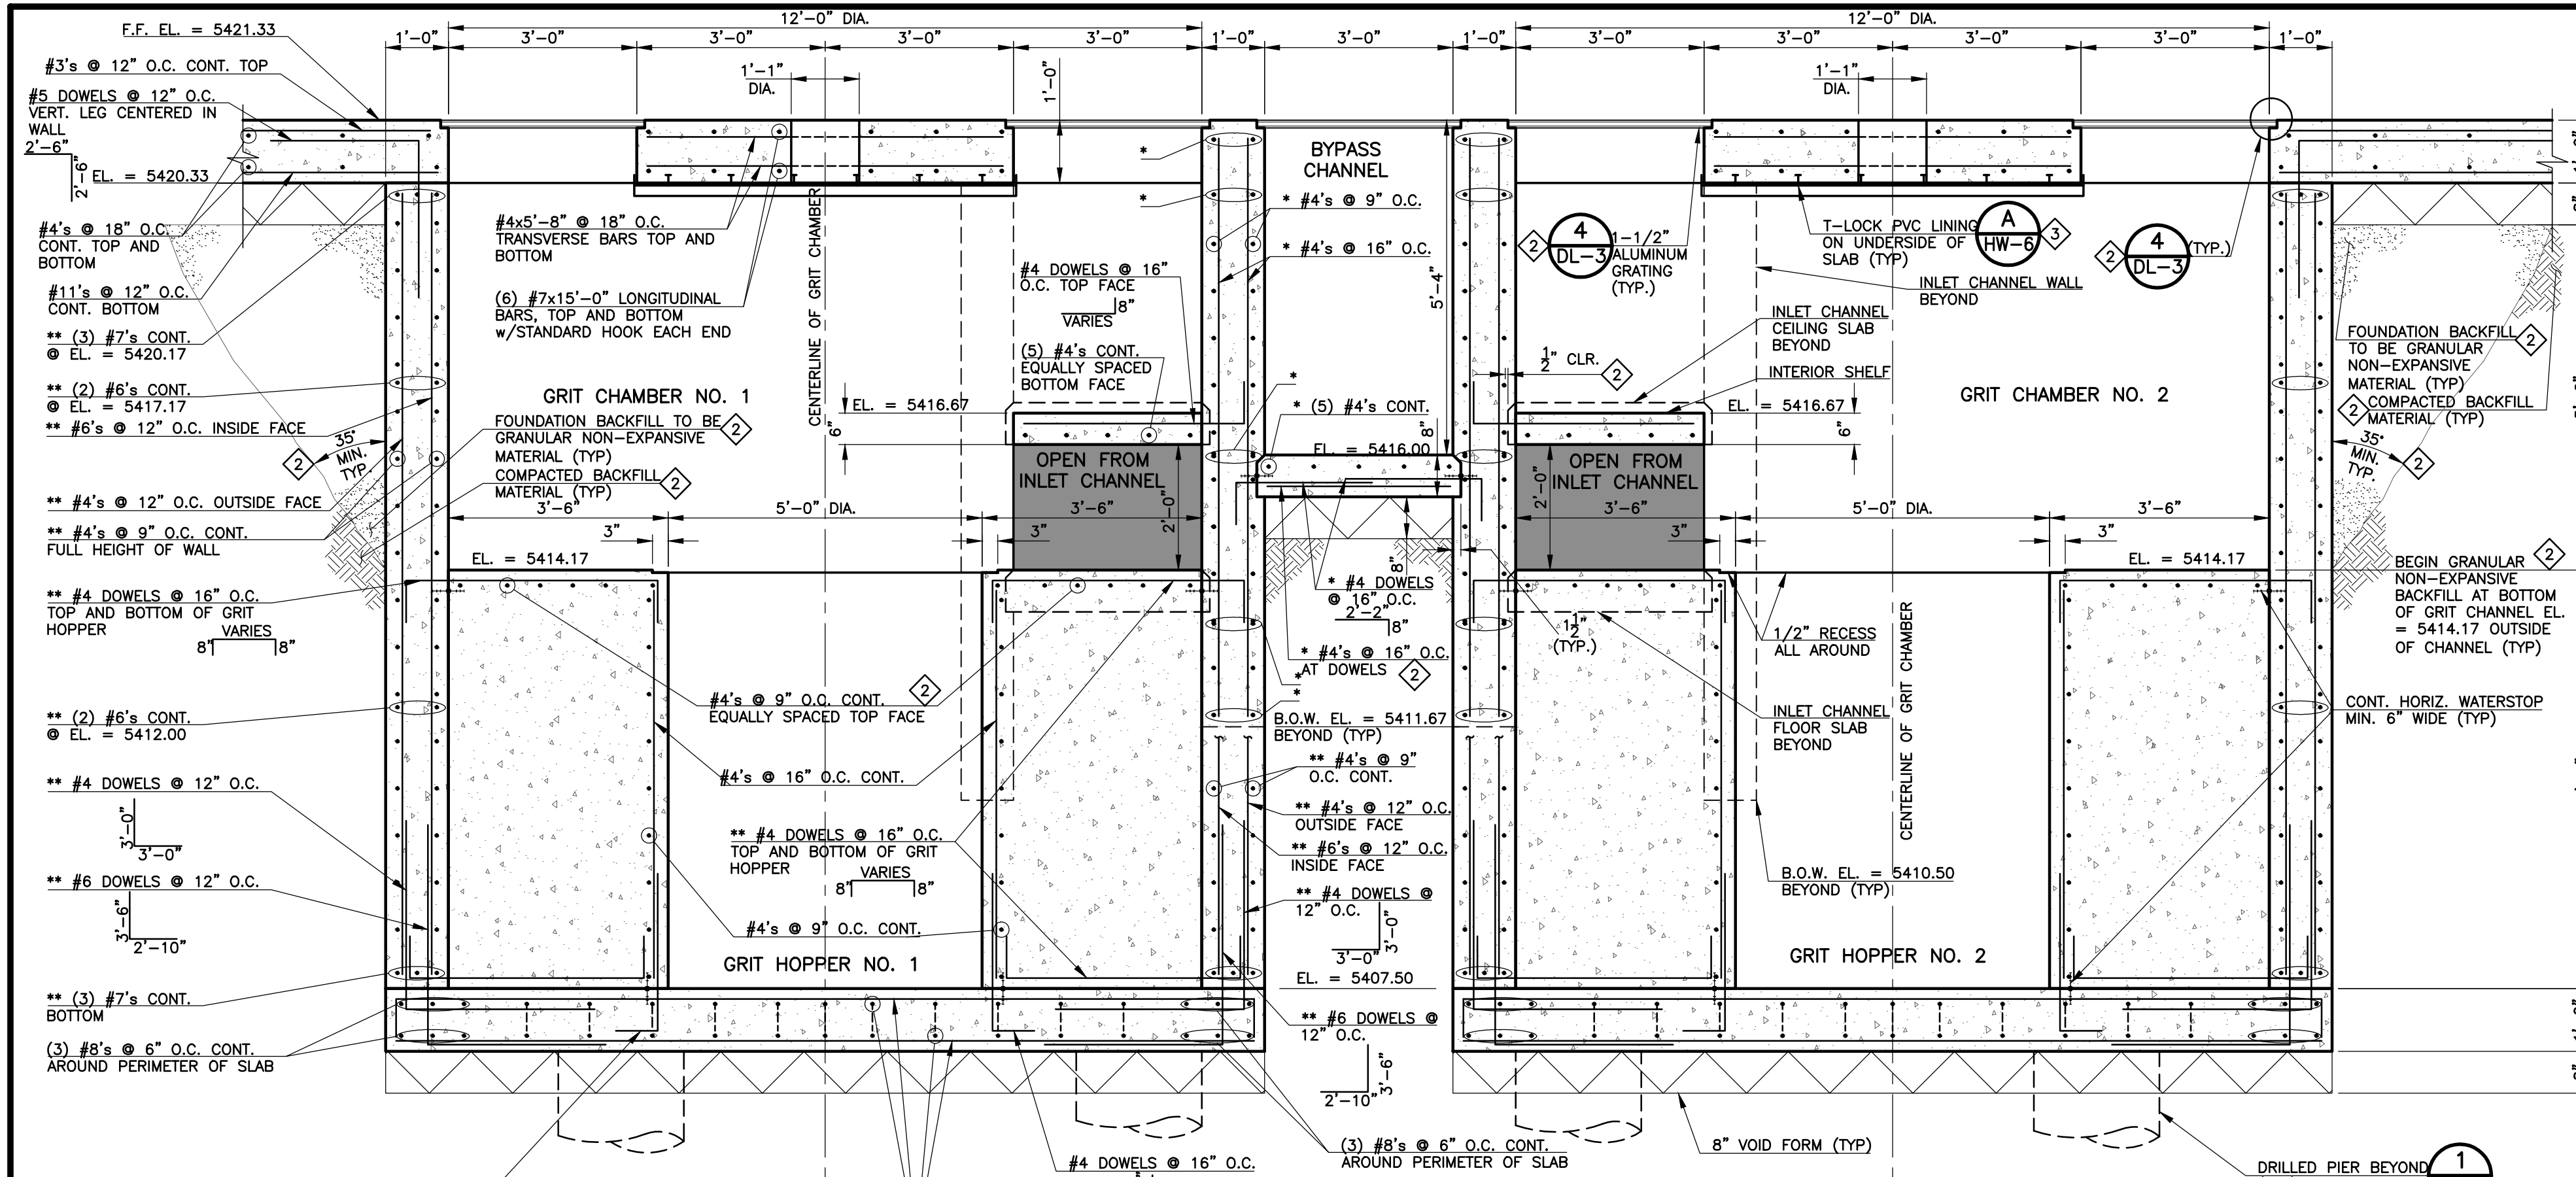 12'-0" DIA.
12'-0" DIA.
F.F. EL. = 5421.33
1'-0"
3'-0"
3'-0"
3'-0"
3'-0"
1'-0"
3'-0"
1'-0"
3'-0"
3'-0"
3'-0"
3'-0"
1'-0"
#3's @ 12" O.C. CONT. TOP
1'-1"
DIA.
1'-0"
1'-1"
DIA.
#5 DOWELS @ 12" O.C.
VERT. LEG CENTERED IN
WALL
2'-6"
2'-6"
EL. = 5420.33
#4's @ 18" O.C.
CONT. TOP AND
BOTTOM
#11's @ 12" O.C.
CONT. BOTTOM
** (3) #7's CONT.
@ EL. = 5420.17
** (2) #6's CONT.
@ EL. = 5417.17
** #6's @ 12" O.C. INSIDE FACE
35°
MIN.
TYP.
2
** #4's @ 12" O.C. OUTSIDE FACE
** #4's @ 9" O.C. CONT.
FULL HEIGHT OF WALL
** #4 DOWELS @ 16" O.C.
TOP AND BOTTOM OF GRIT
HOPPER
VARIES
8"
8"
** (2) #6's CONT.
@ EL. = 5412.00
** #4 DOWELS @ 12" O.C.
3'-0"
3'-0"
** #6 DOWELS @ 12" O.C.
3'-6"
2'-10"
** (3) #7's CONT.
BOTTOM
(3) #8's @ 6" O.C. CONT.
AROUND PERIMETER OF SLAB
#4x5'-8" @ 18" O.C.
TRANSVERSE BARS TOP AND
BOTTOM
(6) #7x15'-0" LONGITUDINAL
BARS, TOP AND BOTTOM
w/STANDARD HOOK EACH END
CENTERLINE OF GRIT CHAMBER
GRIT CHAMBER NO. 1
FOUNDATION BACKFILL TO BE
GRANULAR NON-EXPANSIVE
MATERIAL (TYP)
2
COMPACTED BACKFILL
MATERIAL (TYP)
2
#4 DOWELS @ 16"
O.C. TOP FACE
8"
VARIES
(5) #4's CONT.
EQUALLY SPACED
BOTTOM FACE
EL. = 5416.67
6"
OPEN FROM
INLET CHANNEL
2'-0"
3'-6"
5'-0" DIA.
3'-6"
3"
3"
EL. = 5414.17
#4's @ 9" O.C. CONT.
EQUALLY SPACED TOP FACE
2
#4's @ 16" O.C. CONT.
** #4 DOWELS @ 16" O.C.
TOP AND BOTTOM OF GRIT
HOPPER
VARIES
8"
8"
#4's @ 9" O.C. CONT.
GRIT HOPPER NO. 1
#4 DOWELS @ 16" O.C.
*
*
BYPASS
CHANNEL
* #4's @ 9" O.C.
* #4's @ 16" O.C.
5'-4"
*
* (5) #4's CONT.
EL. = 5416.00
8"
8"
* #4 DOWELS
@ 16" O.C.
2'-2"
8"
* #4's @ 16" O.C.
AT DOWELS
2
*
*
B.O.W. EL. = 5411.67
BEYOND (TYP)
** #4's @ 9"
O.C. CONT.
** #4's @ 12" O.C.
OUTSIDE FACE
** #6's @ 12" O.C.
INSIDE FACE
** #4 DOWELS @
12" O.C.
3'-0"
3'-0"
EL. = 5407.50
** #6 DOWELS @
12" O.C.
3'-6"
2'-10"
(3) #8's @ 6" O.C. CONT.
AROUND PERIMETER OF SLAB
2
4
DL-3
1-1/2"
ALUMINUM
GRATING
(TYP.)
T-LOCK PVC LINING
ON UNDERSIDE OF
SLAB (TYP)
A
HW-6
3
2
4
DL-3
(TYP.)
INLET CHANNEL WALL
BEYOND
INLET CHANNEL
CEILING SLAB
BEYOND
1/2" CLR.
2
INTERIOR SHELF
GRIT CHAMBER NO. 2
EL. = 5416.67
6"
OPEN FROM
INLET CHANNEL
2'-0"
3'-6"
5'-0" DIA.
3'-6"
3"
3"
EL. = 5414.17
1 1/2"
(TYP.)
1/2" RECESS
ALL AROUND
INLET CHANNEL
FLOOR SLAB
BEYOND
CENTERLINE OF GRIT CHAMBER
B.O.W. EL. = 5410.50
BEYOND (TYP)
GRIT HOPPER NO. 2
8" VOID FORM (TYP)
FOUNDATION BACKFILL
TO BE GRANULAR
NON-EXPANSIVE
MATERIAL (TYP)
2
2
COMPACTED BACKFILL
MATERIAL (TYP)
35°
MIN.
TYP.
2
BEGIN GRANULAR
NON-EXPANSIVE
BACKFILL AT BOTTOM
OF GRIT CHANNEL EL.
= 5414.17 OUTSIDE
OF CHANNEL (TYP)
2
CONT. HORIZ. WATERSTOP
MIN. 6" WIDE (TYP)
DRILLED PIER BEYOND
1